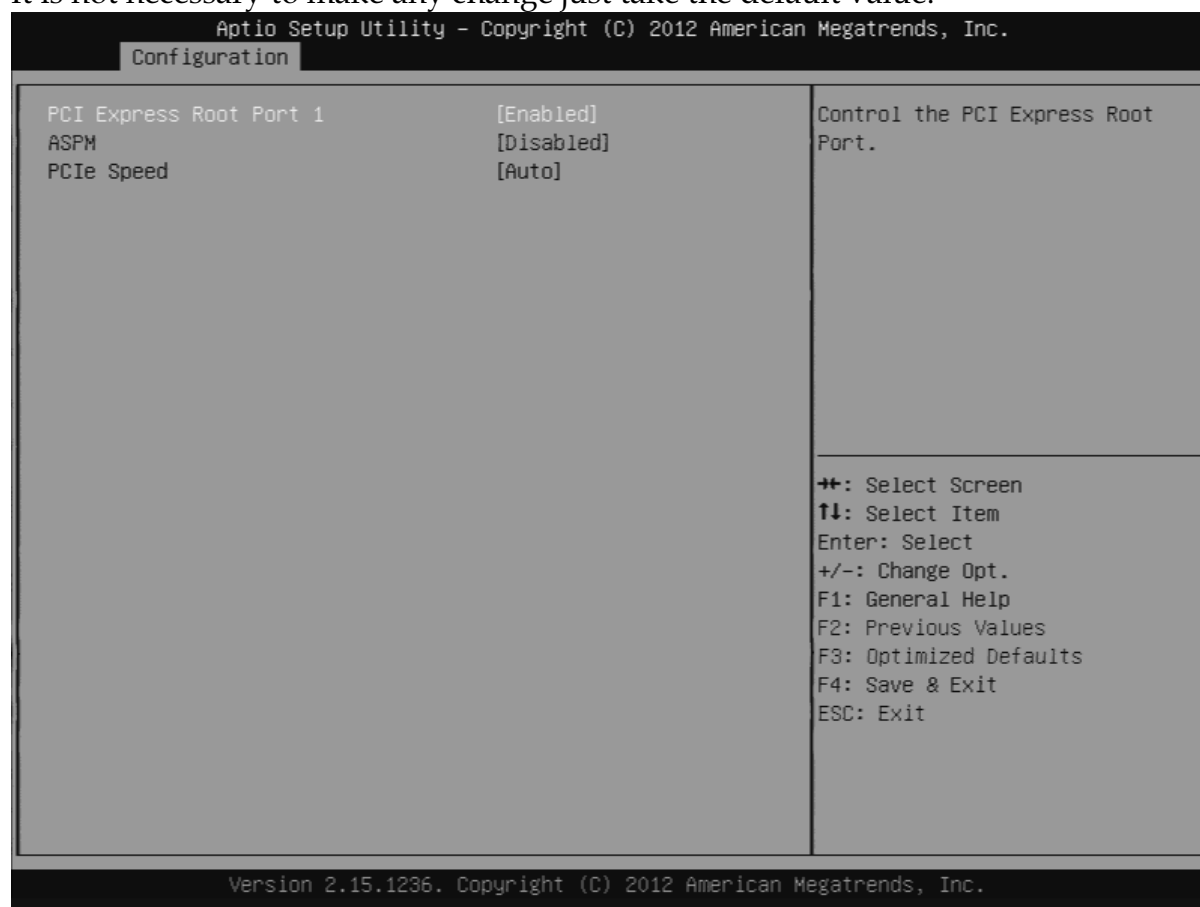 It is not necessary to make any change just take the default value.
Aptio Setup Utility – Copyright (C) 2012 American Megatrends, Inc.
Configuration
PCI Express Root Port 1 [Enabled]
ASPM [Disabled]
PCIe Speed [Auto]
Control the PCI Express Root
Port.
→←: Select Screen
↑↓: Select Item
Enter: Select
+/-: Change Opt.
F1: General Help
F2: Previous Values
F3: Optimized Defaults
F4: Save & Exit
ESC: Exit
Version 2.15.1236. Copyright (C) 2012 American Megatrends, Inc.